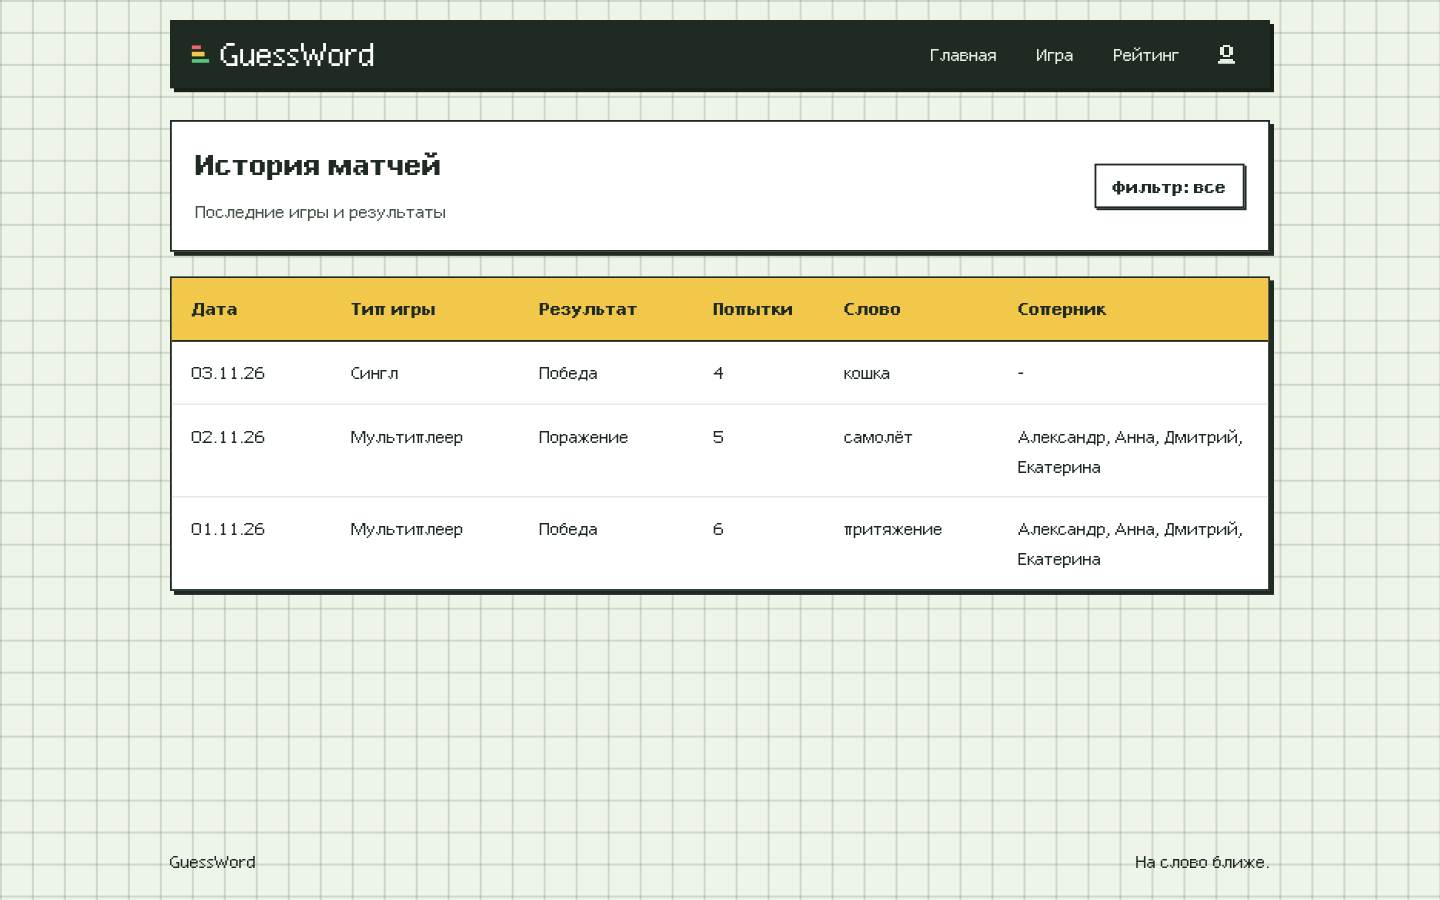 GuessWord
Главная Игра Рейтинг
История матчей
Последние игры и результаты
Фильтр: все
Дата Тип игры Результат Попытки Слово Соперник
03.11.26 Сингл Победа 4 кошка -
02.11.26 Мультиплеер Поражение 5 самолёт Александр, Анна, Дмитрий,
Екатерина
01.11.26 Мультиплеер Победа 6 притяжение Александр, Анна, Дмитрий,
Екатерина
GuessWord На слово ближе.